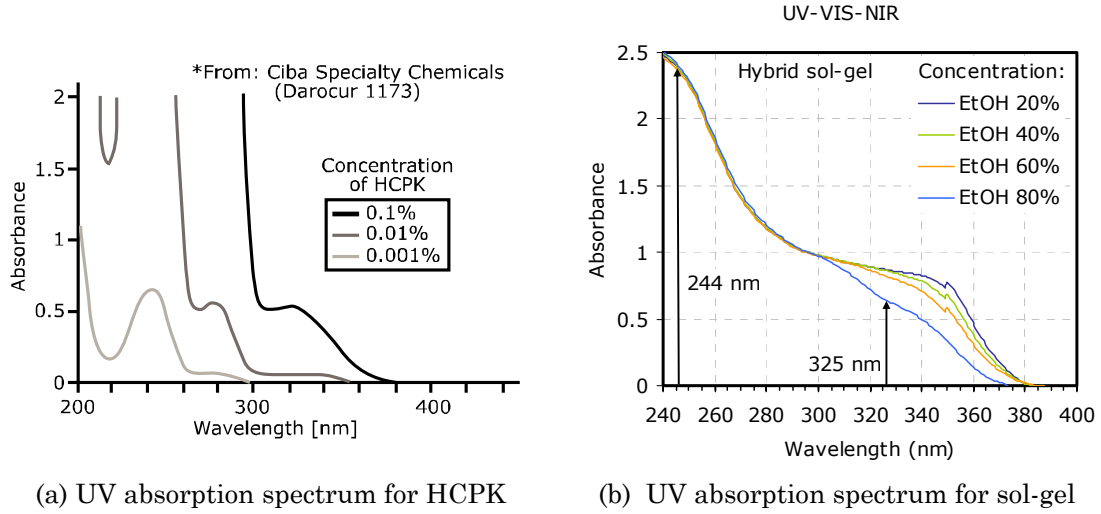 *From: Ciba Specialty Chemicals
(Darocur 1173)
2
1.5
1
0.5
0
Absorbance
Concentration
of HCPK
0.1%
0.01%
0.001%
200
300
400
Wavelength [nm]
(a) UV absorption spectrum for HCPK
UV-VIS-NIR
2.5
2
1.5
1
0.5
0
Absorbance
Hybrid sol-gel
Concentration:
EtOH 20%
EtOH 40%
EtOH 60%
EtOH 80%
244 nm
325 nm
240 260 280 300 320 340 360 380 400
Wavelength (nm)
(b) UV absorption spectrum for sol-gel